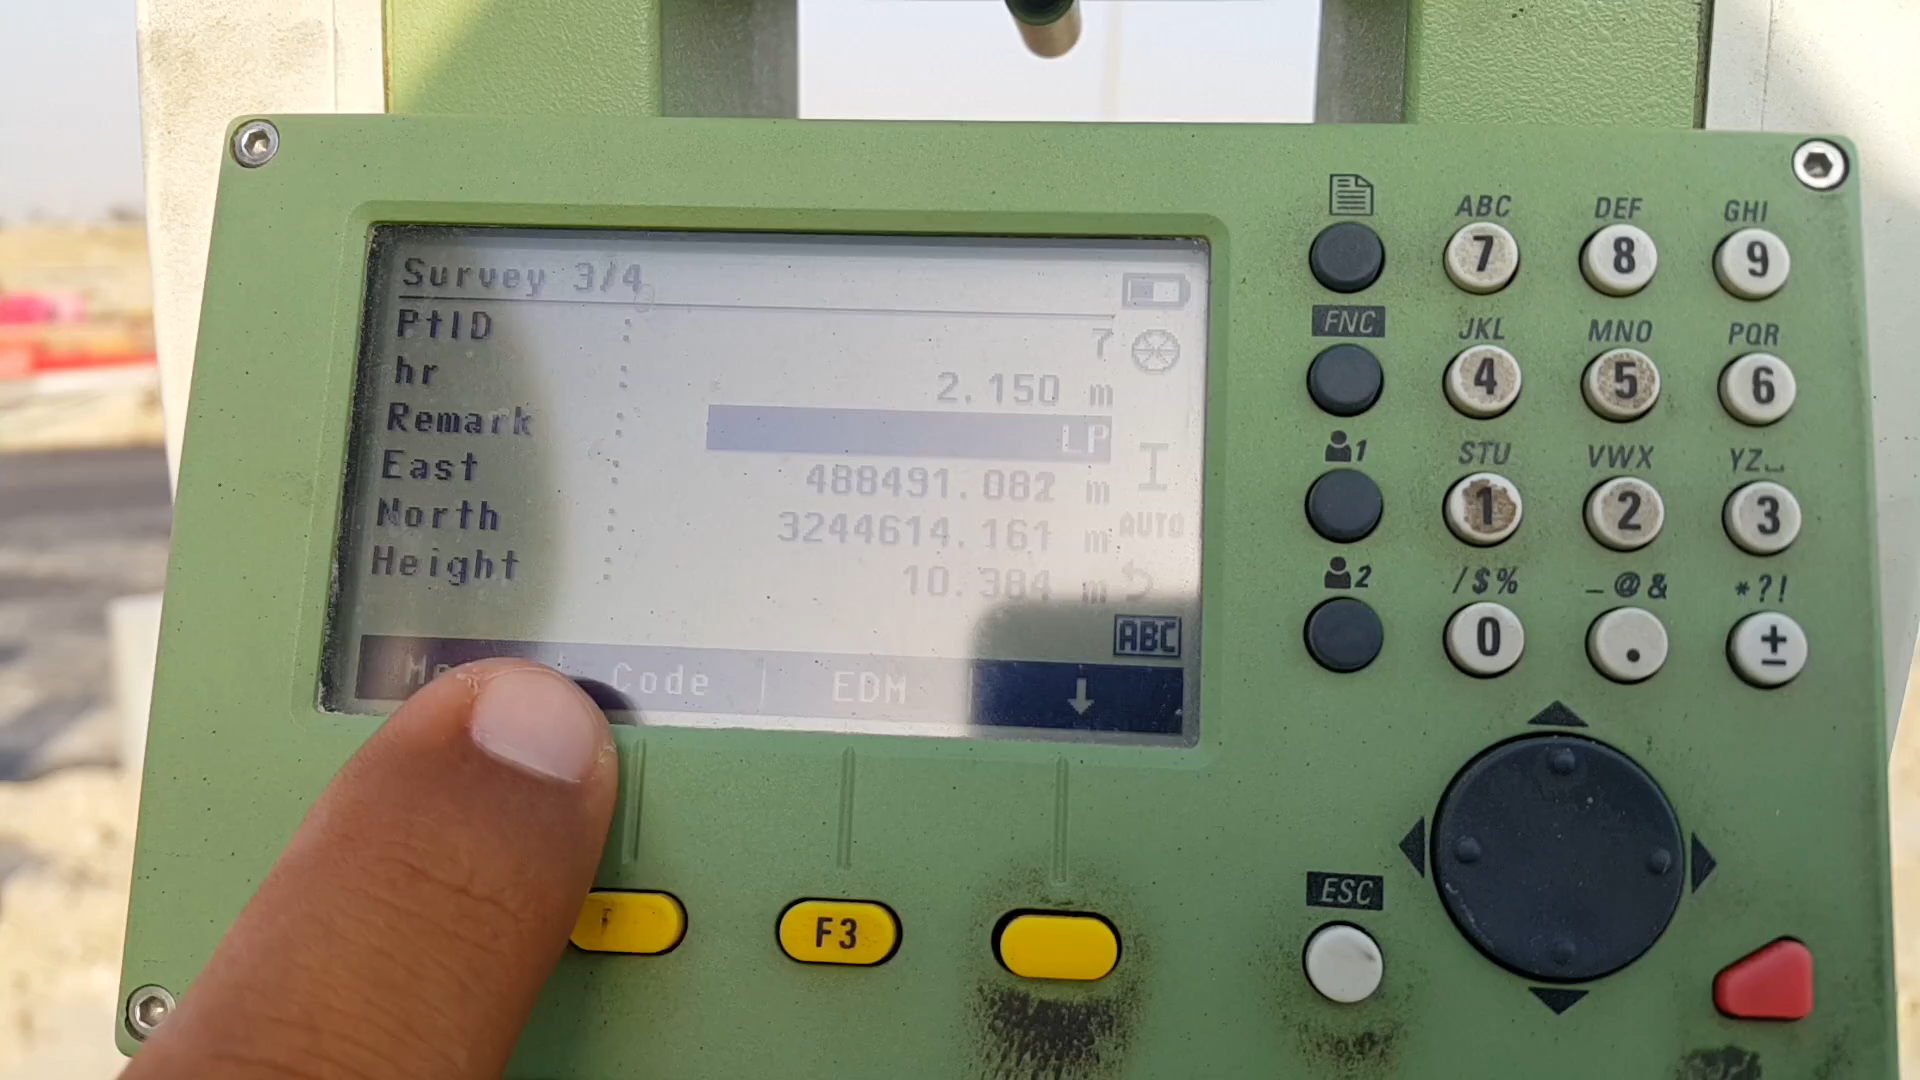 Survey 3/4
PtID : 7
hr : 2.150 m
Remark : LP
East : 488491.082 m
North : 3244614.161 m
Height : 10.384 m
AUTO
ABC
Code EDM ↓
F3
FNC
1
2
ESC
ABC DEF GHI
7 8 9
JKL MNO PQR
4 5 6
STU VWX YZ⎵
1 2 3
/$% _@& *?!
0 . ±